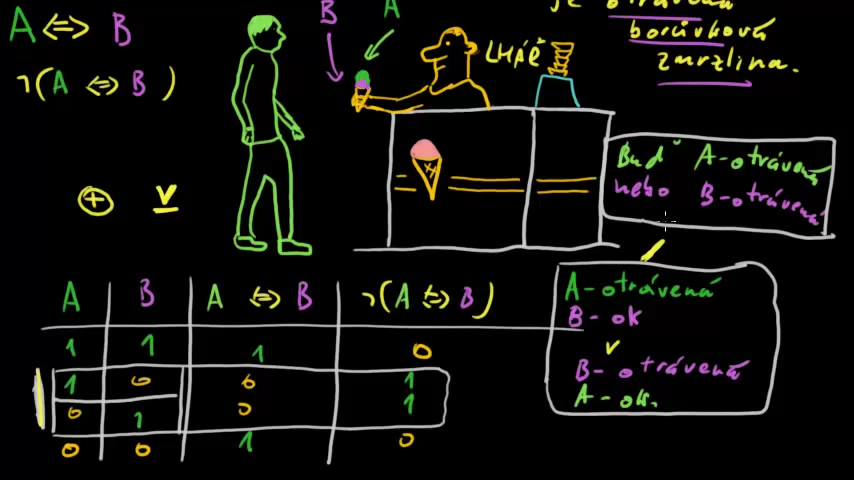 je otrávená
borůvková
zmrzlina.
A ⇔ B
¬(A ⇔ B)
B
A
LHÁŘ
⊕ v
Buď A-otrávená
nebo B-otrávená
A-otrávená
B-ok
v
B-otrávená
A-ok.
A B A ⇔ B ¬(A ⇔ B)
1 1 1 0
1 0 0 1
0 1 0 1
0 0 1 0